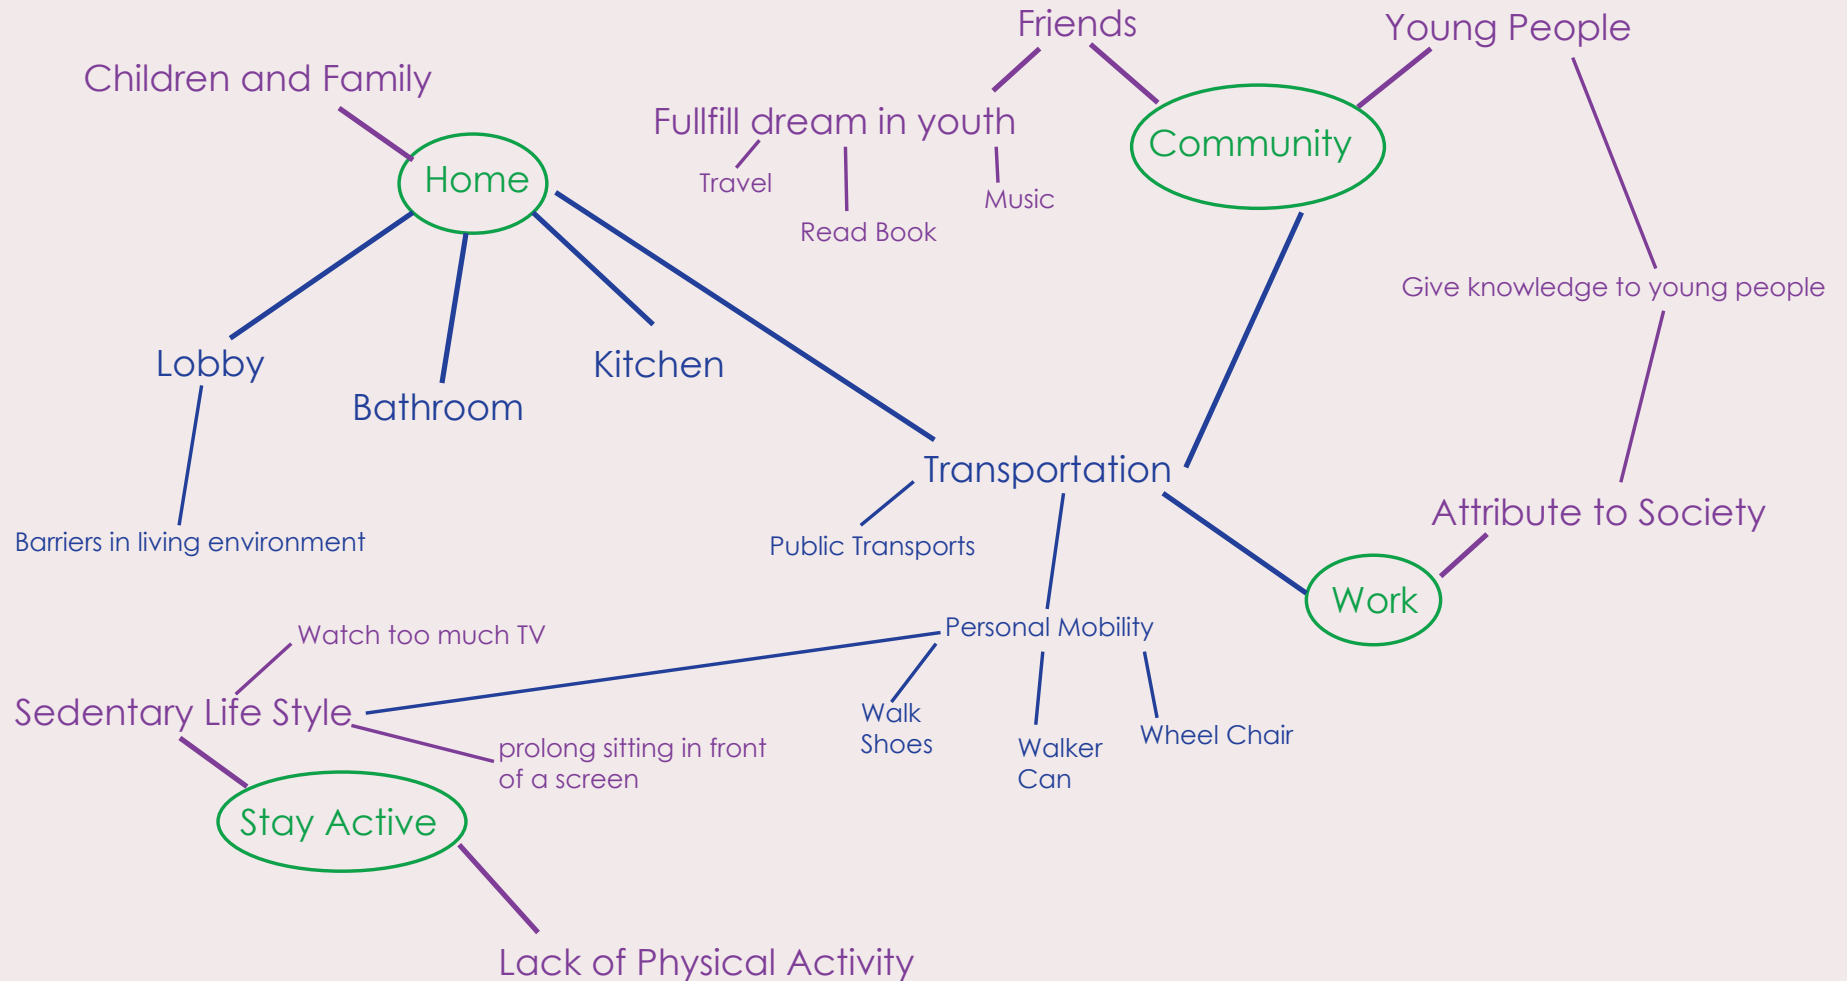 Friends
Young People
Children and Family
Fullfill dream in youth
Community
Home
Travel
Music
Read Book
Give knowledge to young people
Lobby
Kitchen
Bathroom
Transportation
Attribute to Society
Barriers in living environment
Public Transports
Work
Personal Mobility
Watch too much TV
Sedentary Life Style
Walk
Shoes
Walker
Can
Wheel Chair
prolong sitting in front
of a screen
Stay Active
Lack of Physical Activity